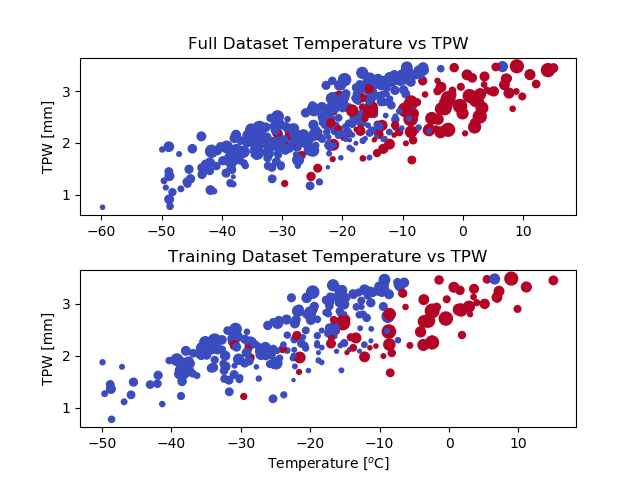 Full Dataset Temperature vs TPW
3
2
1
TPW [mm]
−60 −50 −40 −30 −20 −10 0 10
Training Dataset Temperature vs TPW
3
2
1
TPW [mm]
−50 −40 −30 −20 −10 0 10
Temperature [°C]